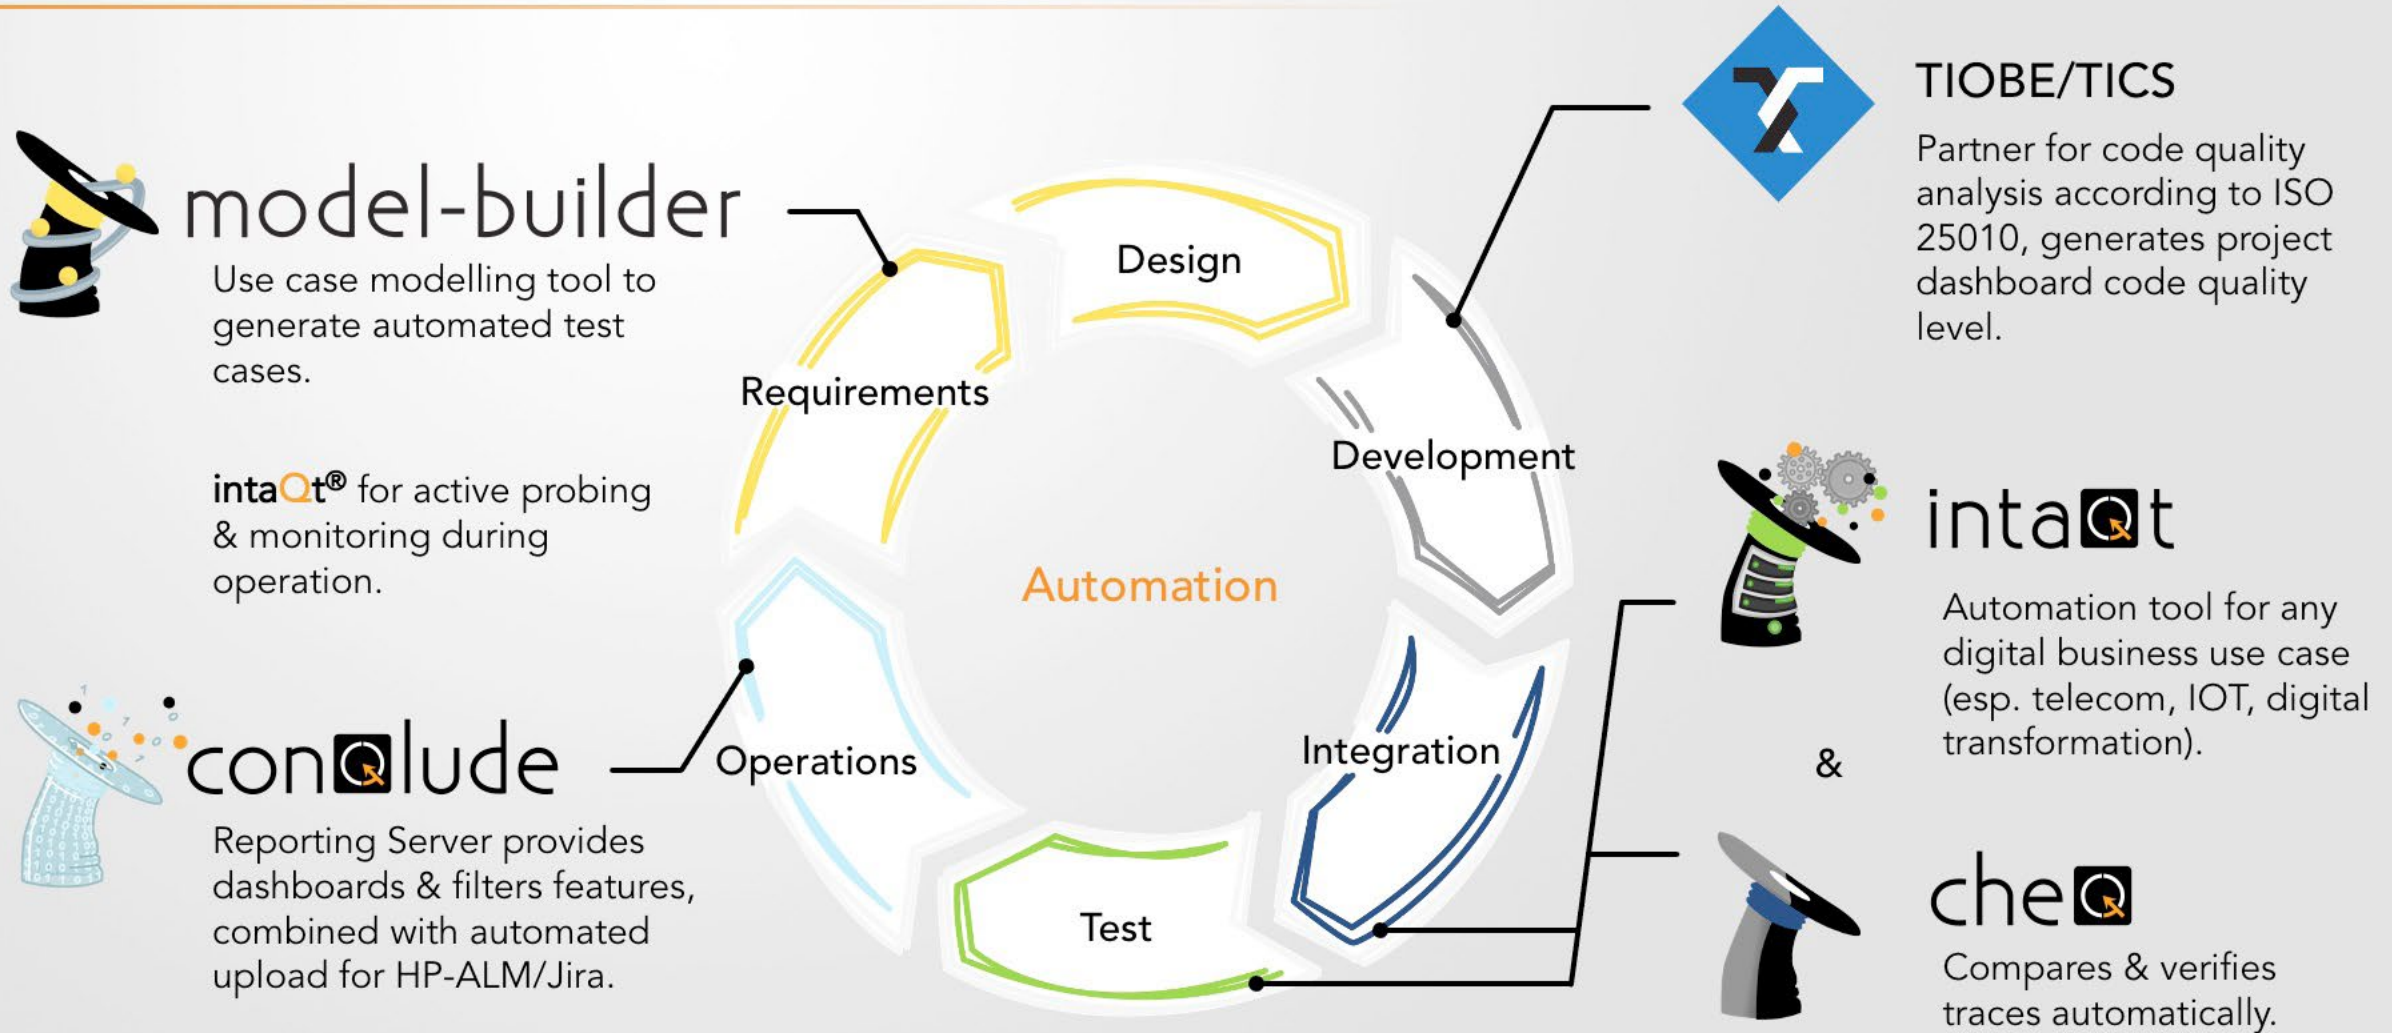 model-builder
Use case modelling tool to
generate automated test
cases.
intaQt® for active probing
& monitoring during
operation.
conQlude
Reporting Server provides
dashboards & filters features,
combined with automated
upload for HP-ALM/Jira.
Design
Requirements
Development
Automation
Integration
Operations
Test
TIOBE/TICS
Partner for code quality
analysis according to ISO
25010, generates project
dashboard code quality
level.
intaQt
Automation tool for any
digital business use case
(esp. telecom, IOT, digital
transformation).
&
cheQ
Compares & verifies
traces automatically.